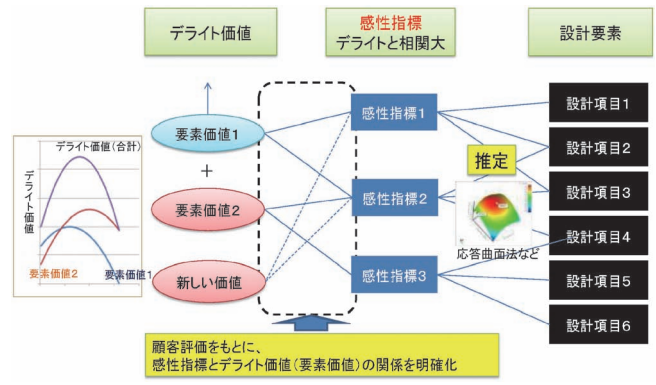 デライト価値
感性指標
デライトと相関大
設計要素
デライト価値(合計)
デライト価値
要素価値2
要素価値1
要素価値1
+
要素価値2
新しい価値
感性指標1
感性指標2
感性指標3
推定
応答曲面法など
設計項目1
設計項目2
設計項目3
設計項目4
設計項目5
設計項目6
顧客評価をもとに、
感性指標とデライト価値(要素価値)の関係を明確化